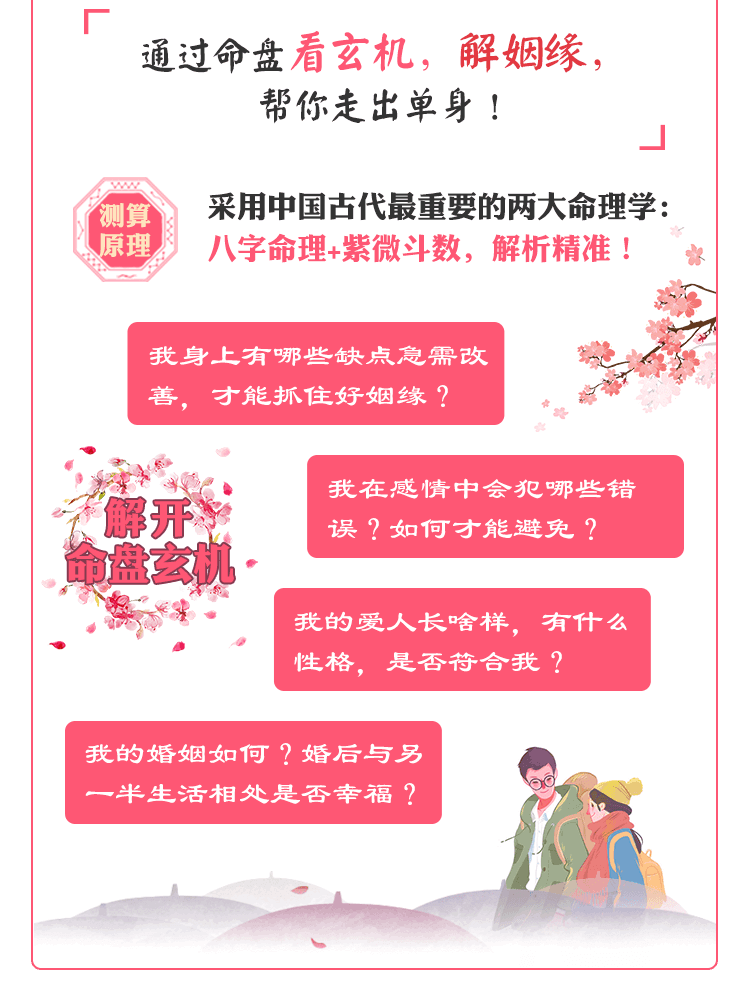 通过命盘看玄机，解姻缘，
帮你走出单身！
测算
原理
采用中国古代最重要的两大命理学：
八字命理+紫微斗数，解析精准！
我身上有哪些缺点急需改
善，才能抓住好姻缘？
我在感情中会犯哪些错
误？如何才能避免？
解开
命盘玄机
我的爱人长啥样，有什么
性格，是否符合我？
我的婚姻如何？婚后与另
一半生活相处是否幸福？